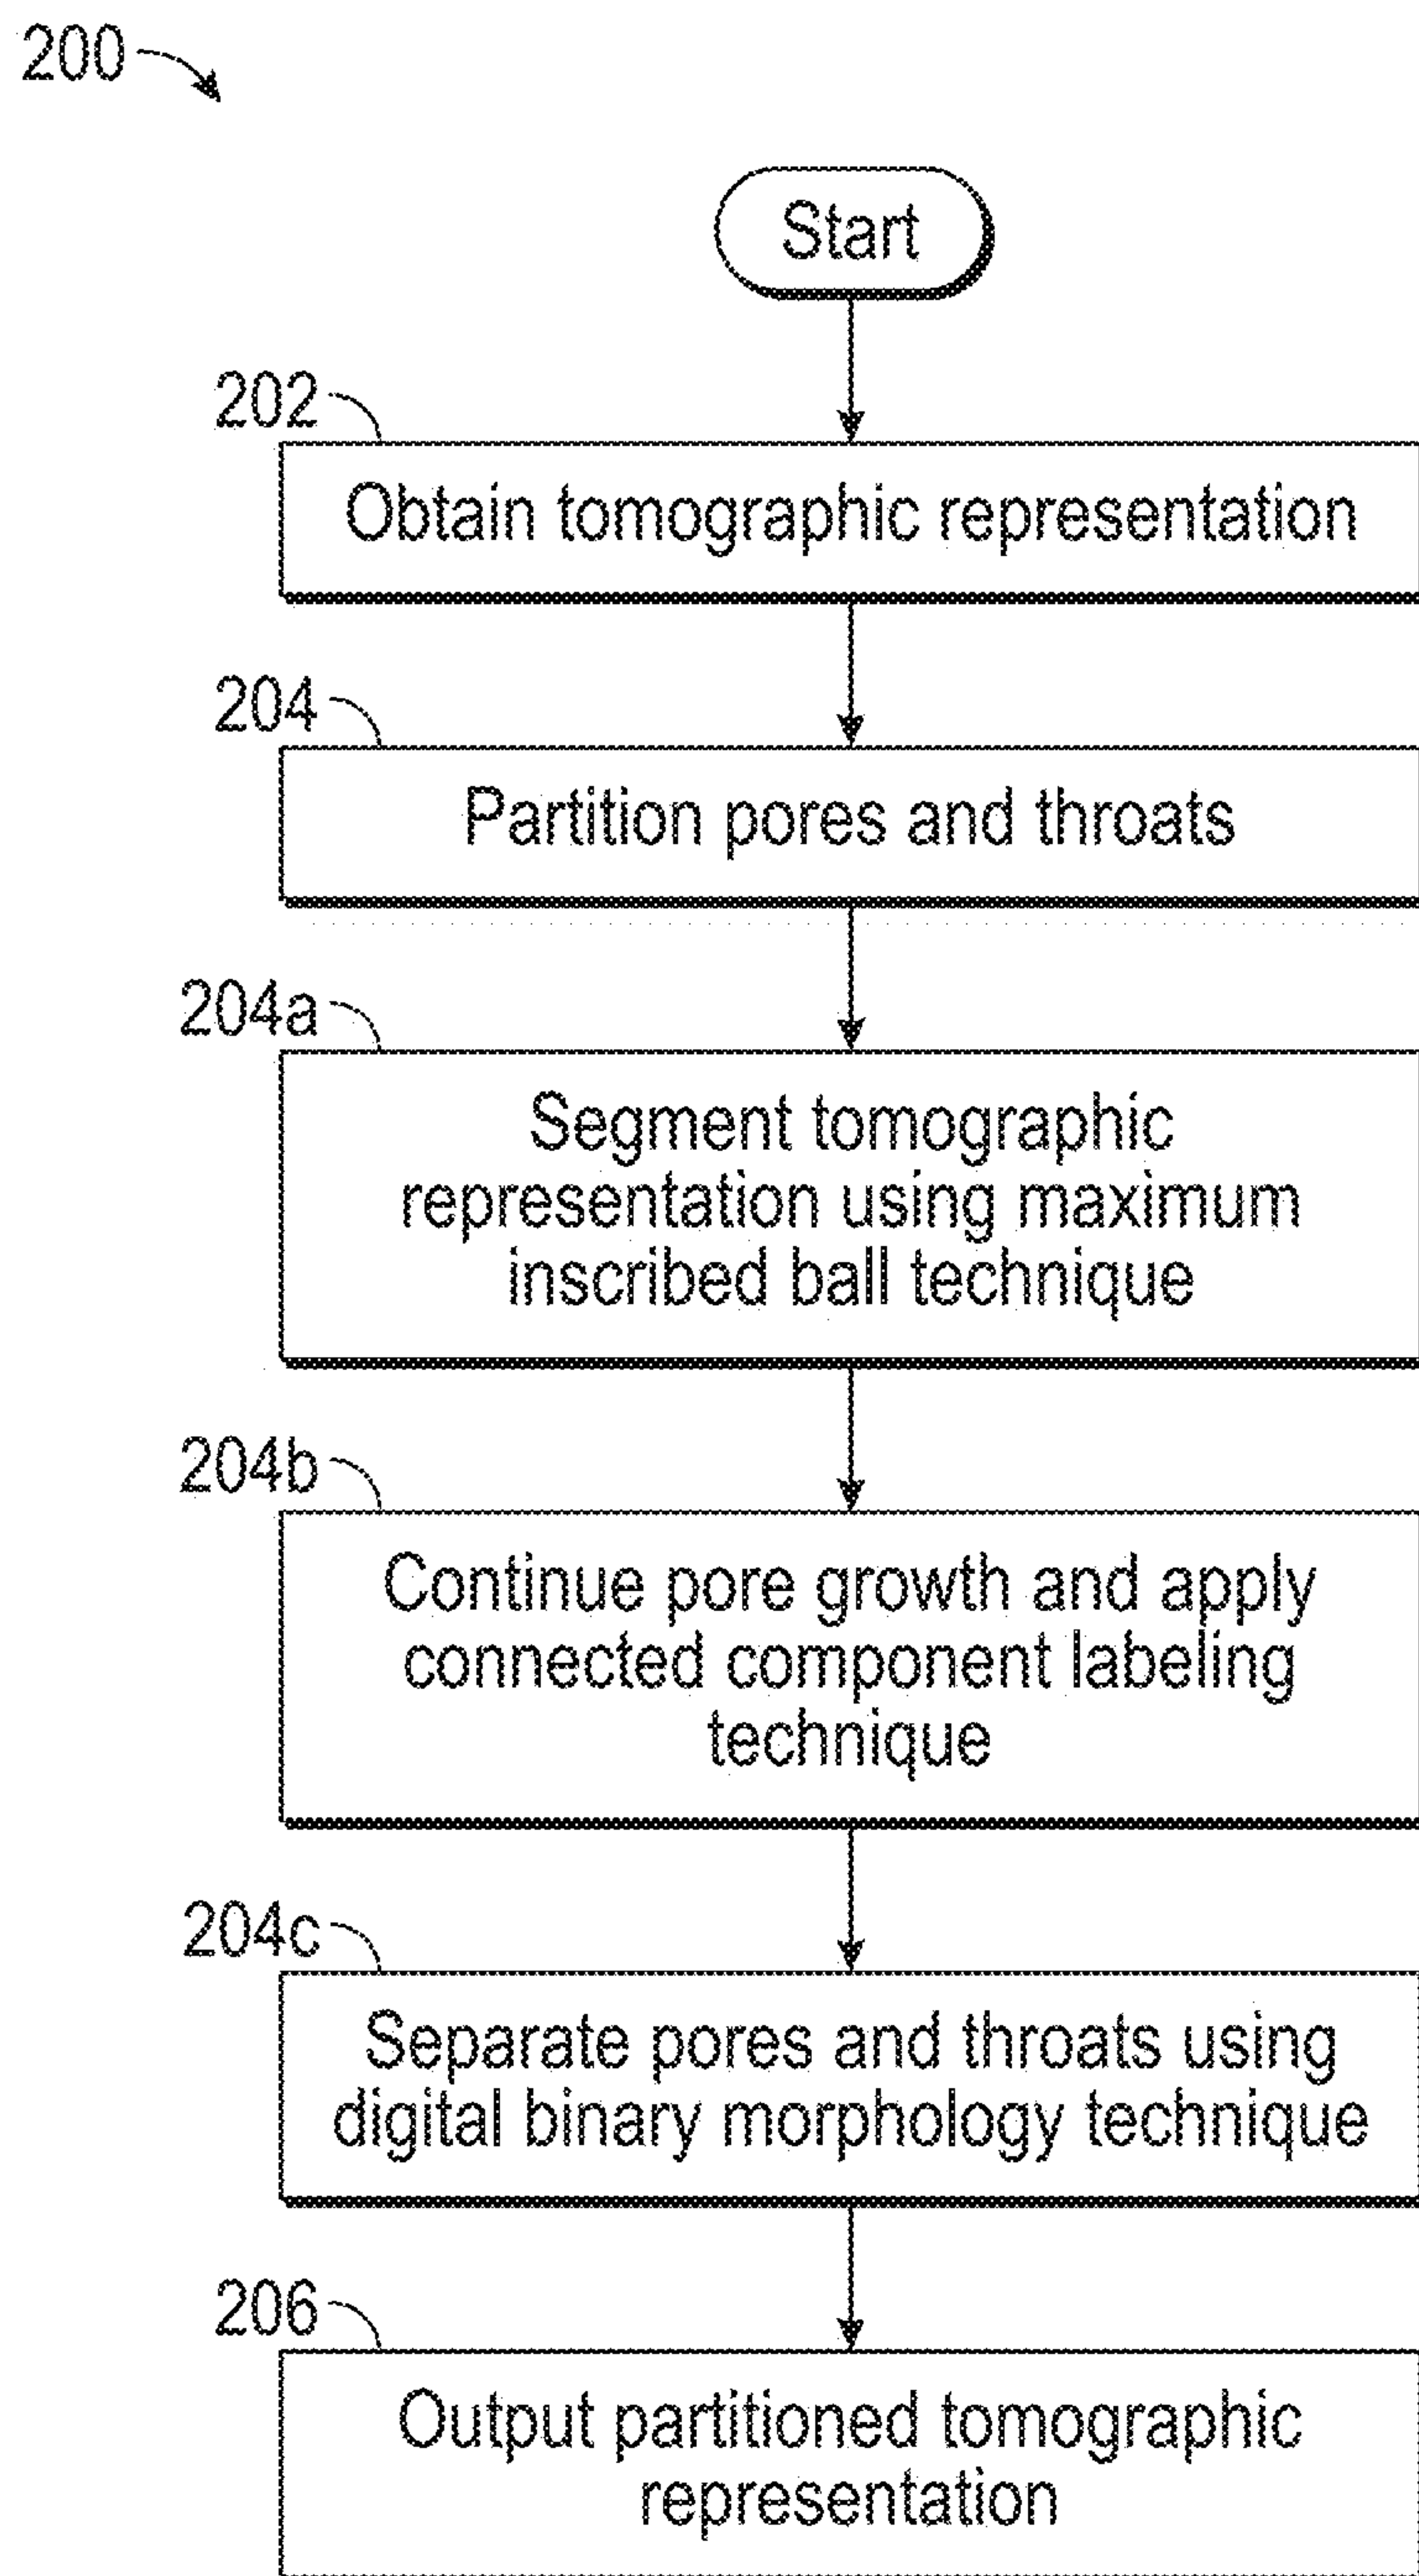 200
Start
202
Obtain tomographic representation
204
Partition pores and throats
204a
Segment tomographic
representation using maximum
inscribed ball technique
204b
Continue pore growth and apply
connected component labeling
technique
204c
Separate pores and throats using
digital binary morphology technique
206
Output partitioned tomographic
representation